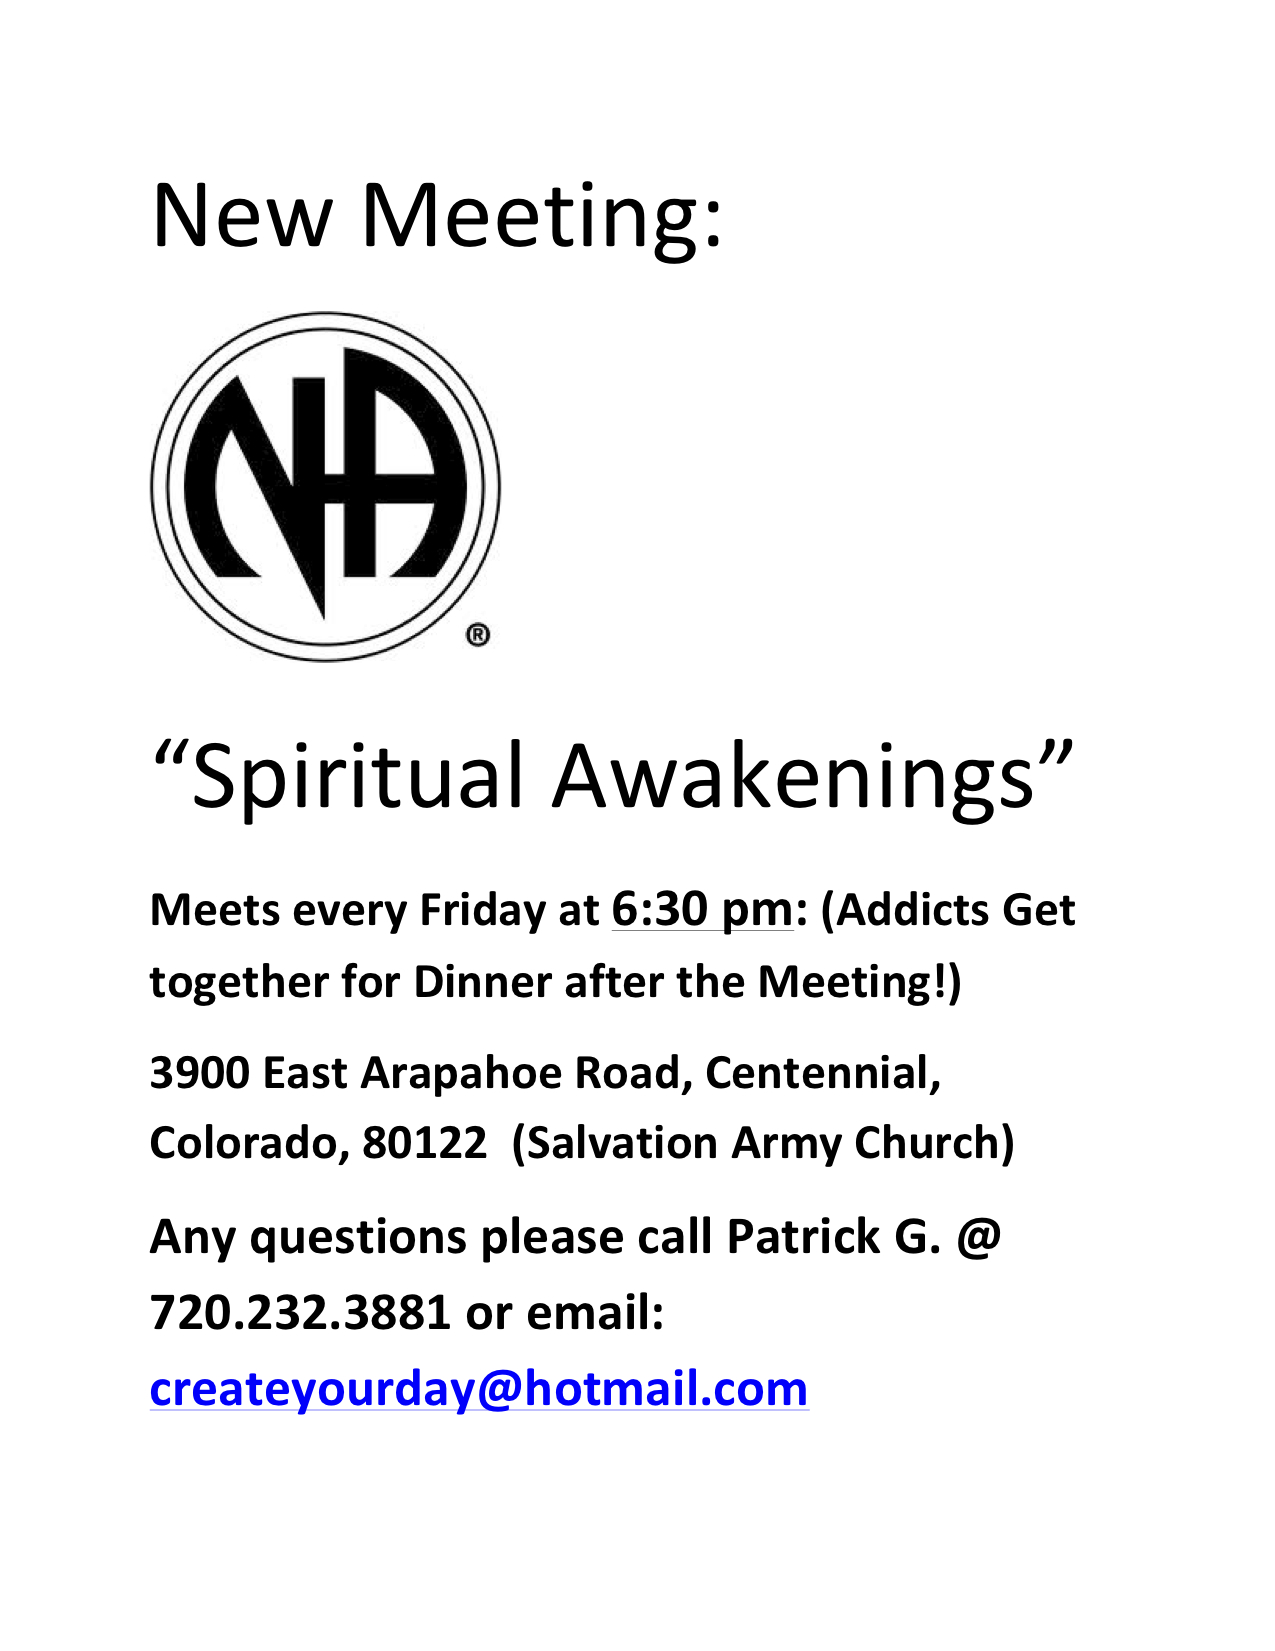 New Meeting:
NA
®
“Spiritual Awakenings”
Meets every Friday at 6:30 pm: (Addicts Get
together for Dinner after the Meeting!)
3900 East Arapahoe Road, Centennial,
Colorado, 80122  (Salvation Army Church)
Any questions please call Patrick G. @
720.232.3881 or email:
createyourday@hotmail.com